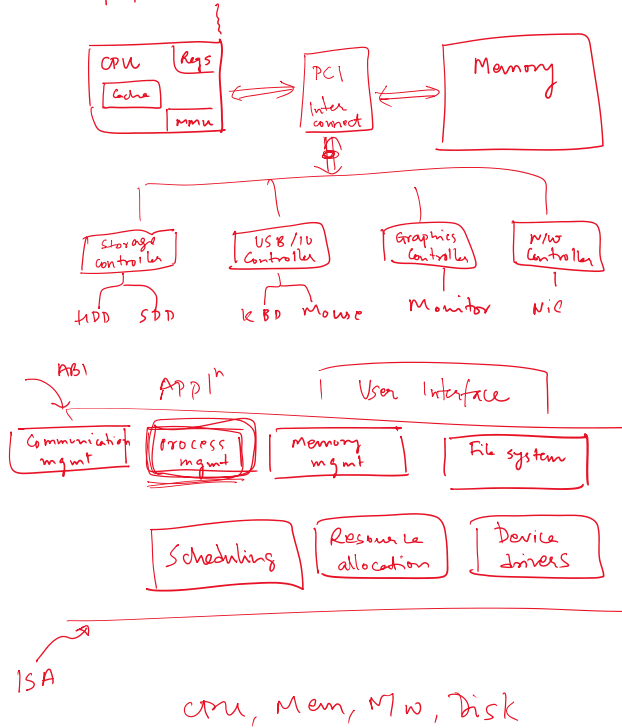 CPU
Regs
Cache
MMU
PCI
Inter
connect
Memory
Storage
Controller
USB/IO
Controller
Graphics
Controller
N/W
Controller
HDD
SDD
KBD
Mouse
Monitor
NIC
ABI
APPlⁿ
User Interface
Communication
mgmt
Process
mgmt
Memory
mgmt
File system
Scheduling
Resource
allocation
Device
drivers
ISA
CPU, Mem, N/w, Disk